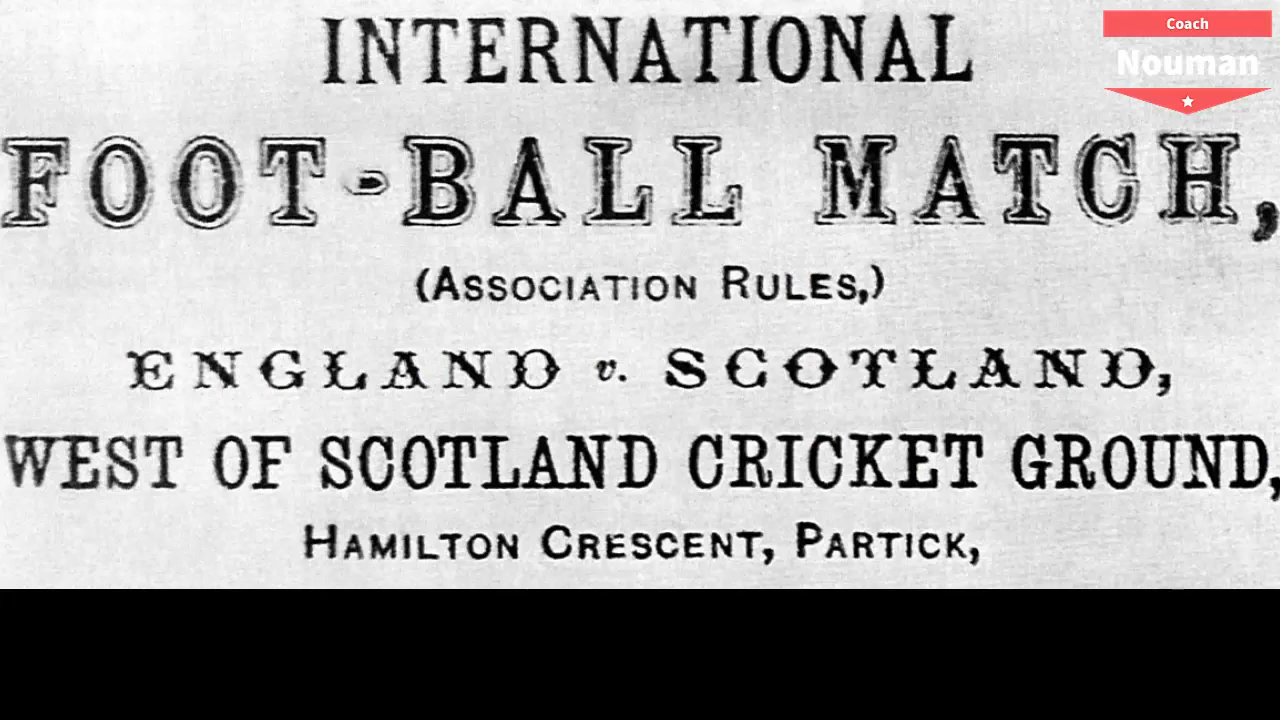 Coach
Nouman
INTERNATIONAL
FOOT-BALL MATCH,
(ASSOCIATION RULES,)
ENGLAND v. SCOTLAND,
WEST OF SCOTLAND CRICKET GROUND,
HAMILTON CRESCENT, PARTICK,